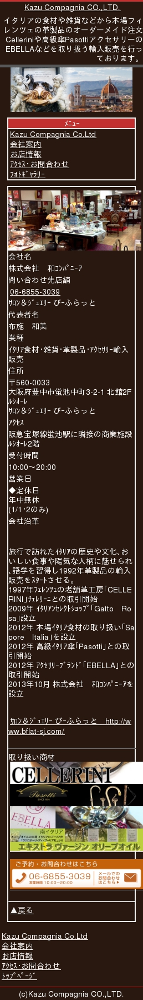 Kazu Compagnia CO.,LTD.
イタリアの食材や雑貨などから本場フィ
レンツェの革製品のオーダーメイド注文
Celleriniや高級傘Pasottiアクセサリーの
EBELLAなどを取り扱う輸入販売を行っ
ております。
ﾒﾆｭｰ
Kazu Compagnia Co.Ltd
会社案内
お店情報
ｱｸｾｽ･お問合わせ
ﾌｫﾄｷﾞｬﾗﾘｰ
会社名
株式会社　和ｺﾝﾊﾟﾆｰｱ
問い合わせ先店舗
06-6855-3039
ｻﾛﾝ＆ｼﾞｭｴﾘｰ びーふらっと
代表者名
布施　和美
業種
ｲﾀﾘｱ食材･雑貨･革製品･ｱｸｾｻﾘｰ輸入
販売
住所
〒560-0033
大阪府豊中市蛍池中町3-2-1 北館2F
ﾙｼｵｰﾚ
ｻﾛﾝ＆ｼﾞｭｴﾘｰ びーふらっと
ｱｸｾｽ
阪急宝塚線蛍池駅に隣接の商業施設
ﾙｼｵｰﾚ2階
受付時間
10:00～20:00
営業日
◆定休日
年中無休
(1/1･2のみ)
会社沿革
旅行で訪れたｲﾀﾘｱの歴史や文化､お
いしい食事や陽気な人柄に魅せられ
､語学を習得し1992年革製品の輸入
販売をｽﾀｰﾄさせる。
1997年ﾌｪﾚﾝﾂｪの老舗革工房｢CELLE
RINI｣ﾁｪﾚﾘｰﾆとの取引開始
2009年 ｲﾀﾘｱﾝｾﾚｸﾄｼｮｯﾌﾟ｢Gatto　Ro
sa｣設立
2012年 本場ｲﾀﾘｱ食材の取り扱い｢Sa
pore　Italia｣を設立
2012年 高級ｲﾀﾘｱ傘｢Pasotti｣との取
引開始
2012年 ｱｸｾｻﾘｰﾌﾞﾗﾝﾄﾞ｢EBELLA｣との
取引開始
2013年10月 株式会社　和ｺﾝﾊﾟﾆｰｱを
設立
ｻﾛﾝ＆ｼﾞｭｴﾘｰ びーふらっと　http://w
ww.bflat-sj.com/
取り扱い商材
CELLERINI
Pasotti
EBELLA
南イタリア
エキストラ ヴァージン オリーブオイル
ご予約・お問合わせはこちら
06-6855-3039
営業時間 10:00～20:00
メールでの
お問合わせ
はこちら
▲戻る
Kazu Compagnia Co.Ltd
会社案内
お店情報
ｱｸｾｽ･お問合わせ
ﾄｯﾌﾟﾍﾟｰｼﾞ
(c)Kazu Compagnia CO.,LTD.